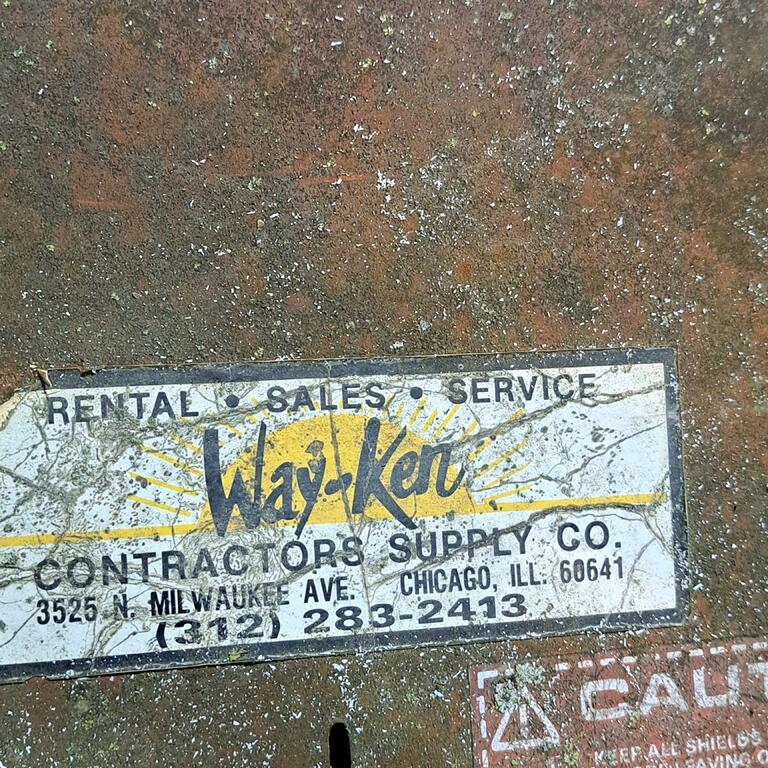 RENTAL • SALES • SERVICE
Way-Ken
CONTRACTORS SUPPLY CO.
3525 N. MILWAUKEE AVE. CHICAGO, ILL. 60641
(312) 283-2413
CAUT
KEEP ALL SHIELDS